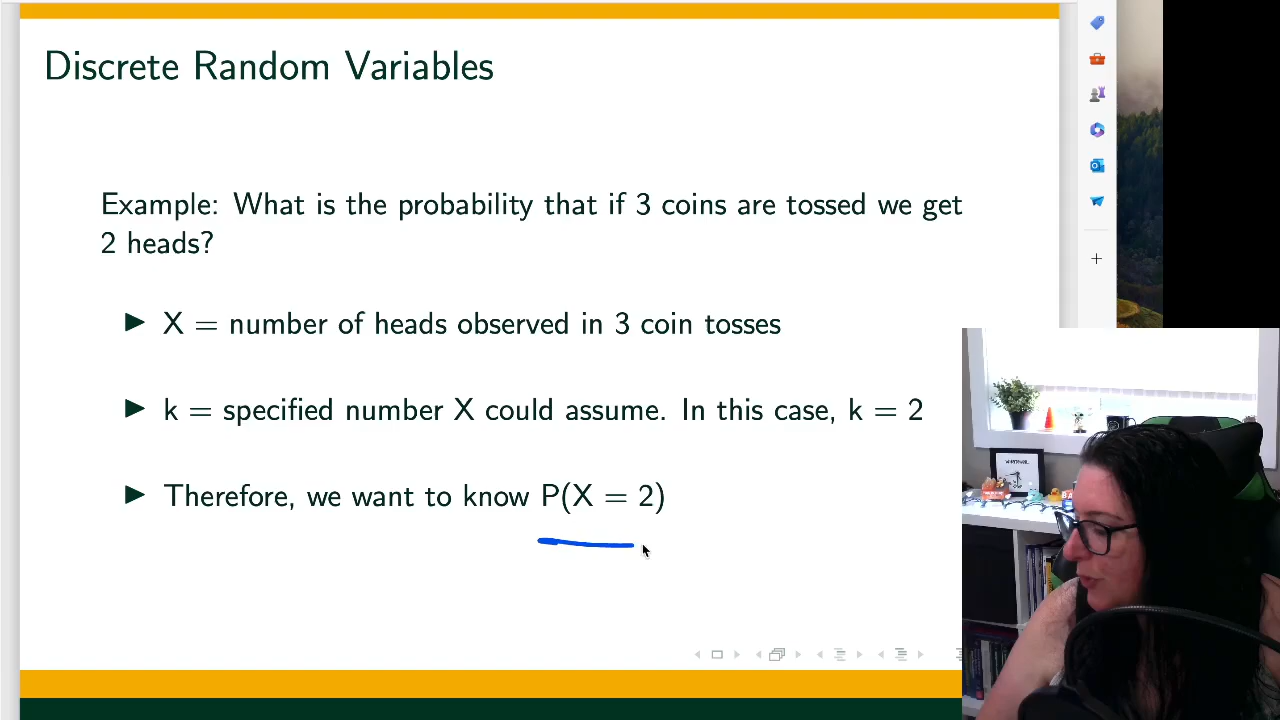 Discrete Random Variables
Example: What is the probability that if 3 coins are tossed we get
2 heads?
▶ X = number of heads observed in 3 coin tosses
▶ k = specified number X could assume. In this case, k = 2
▶ Therefore, we want to know P(X = 2)